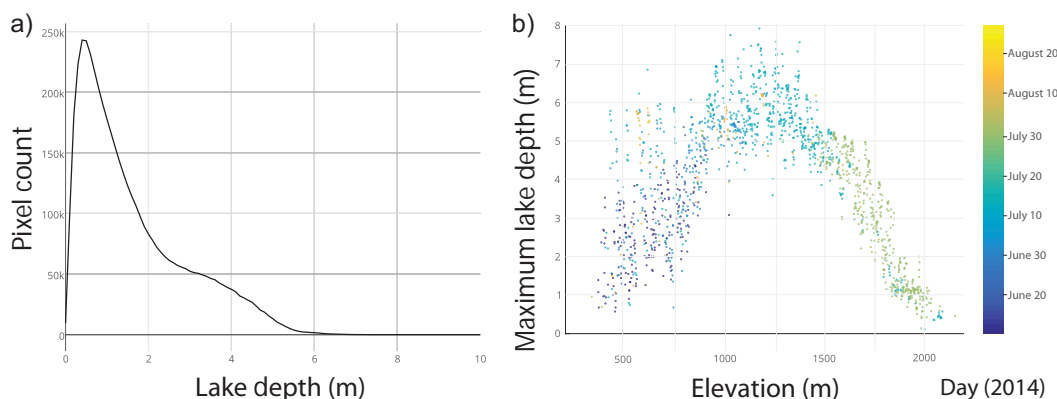 a)
Pixel count
250k
200k
150k
100k
50k
0
0 2 4 6 8 10
Lake depth (m)
b)
Maximum lake depth (m)
8
7
6
5
4
3
2
1
0
500 1000 1500 2000
Elevation (m)
August 20
August 10
July 30
July 20
July 10
June 30
June 20
Day (2014)